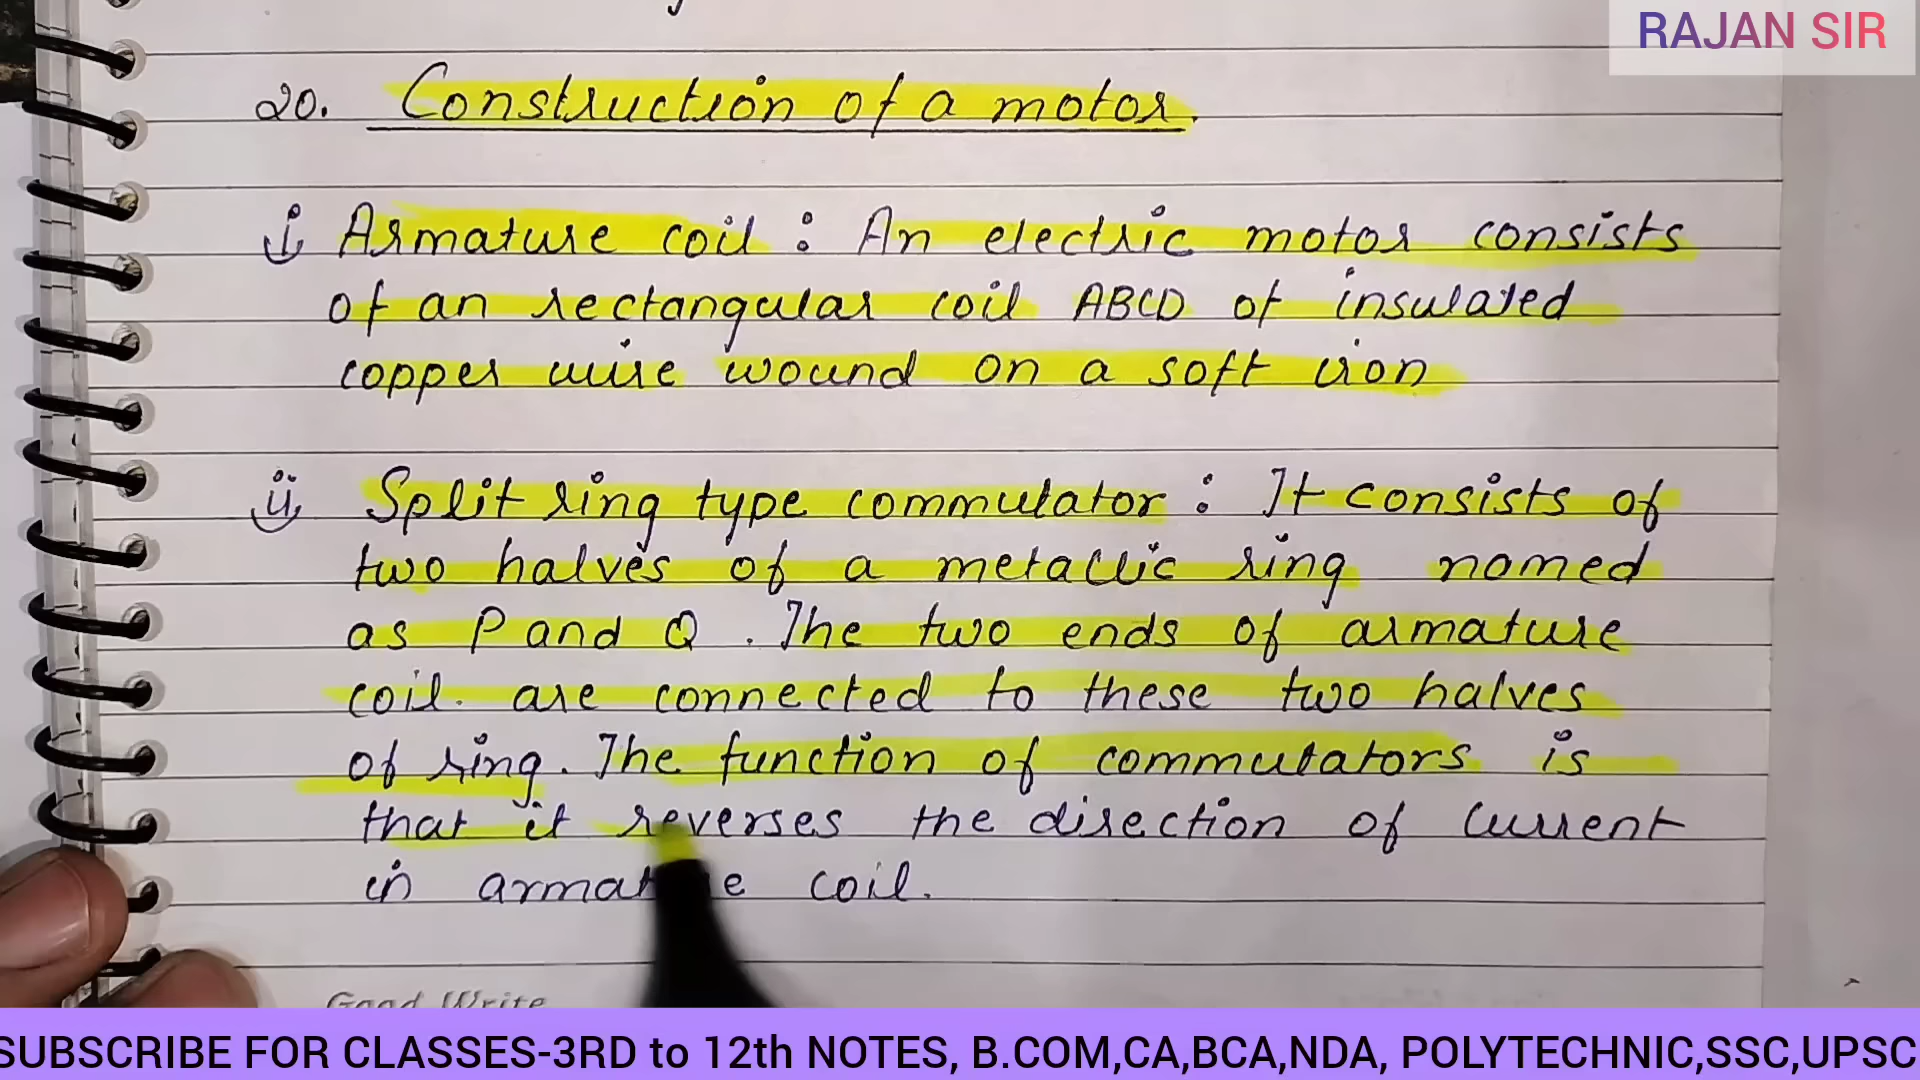 RAJAN SIR
20. Construction of a motor.
i Armature coil : An electric motor consists
of an rectangular coil ABCD of insulated
copper wire wound on a soft iron
ii Split ring type commutator : It consists of
two halves of a metallic ring named
as P and Q. The two ends of armature
coil. are connected to these two halves
of ring. The function of commutators is
that it reverses the direction of current
in armature coil.
Good Write
SUBSCRIBE FOR CLASSES-3RD to 12th NOTES, B.COM,CA,BCA,NDA, POLYTECHNIC,SSC,UPSC